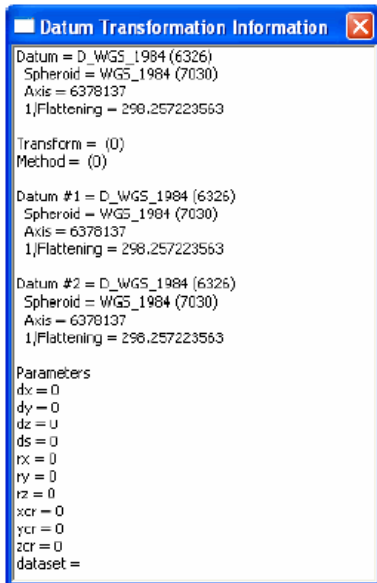 Datum Transformation Information
Datum = D_WGS_1984 (6326)
Spheroid = WGS_1984 (7030)
Axis = 6378137
1/Flattening = 298.257223563
Transform = (0)
Method = (0)
Datum #1 = D_WGS_1984 (6326)
Spheroid = WGS_1984 (7030)
Axis = 6378137
1/Flattening = 298.257223563
Datum #2 = D_WGS_1984 (6326)
Spheroid = WGS_1984 (7030)
Axis = 6378137
1/Flattening = 298.257223563
Parameters
dx = 0
dy = 0
dz = 0
ds = 0
rx = 0
ry = 0
rz = 0
xcr = 0
ycr = 0
zcr = 0
dataset =